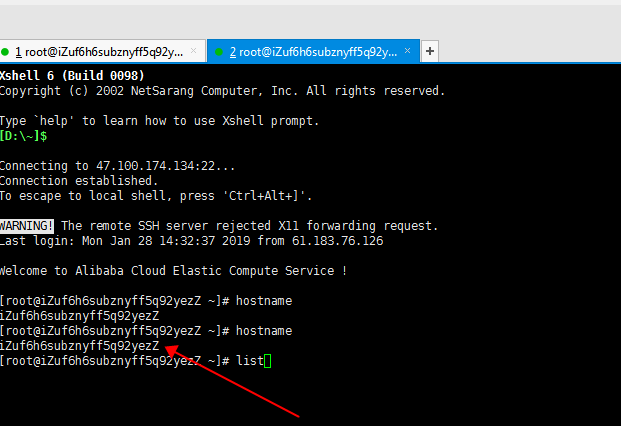 1 root@iZuf6h6subznyff5q92y...
2 root@iZuf6h6subznyff5q92yez...
Xshell 6 (Build 0098)
Copyright (c) 2002 NetSarang Computer, Inc. All rights reserved.
Type `help' to learn how to use Xshell prompt.
[D:\~]$
Connecting to 47.100.174.134:22...
Connection established.
To escape to local shell, press 'Ctrl+Alt+]'.
WARNING! The remote SSH server rejected X11 forwarding request.
Last login: Mon Jan 28 14:32:37 2019 from 61.183.76.126
Welcome to Alibaba Cloud Elastic Compute Service !
[root@iZuf6h6subznyff5q92yezZ ~]# hostname
iZuf6h6subznyff5q92yezZ
[root@iZuf6h6subznyff5q92yezZ ~]# hostname
iZuf6h6subznyff5q92yezZ
[root@iZuf6h6subznyff5q92yezZ ~]# list